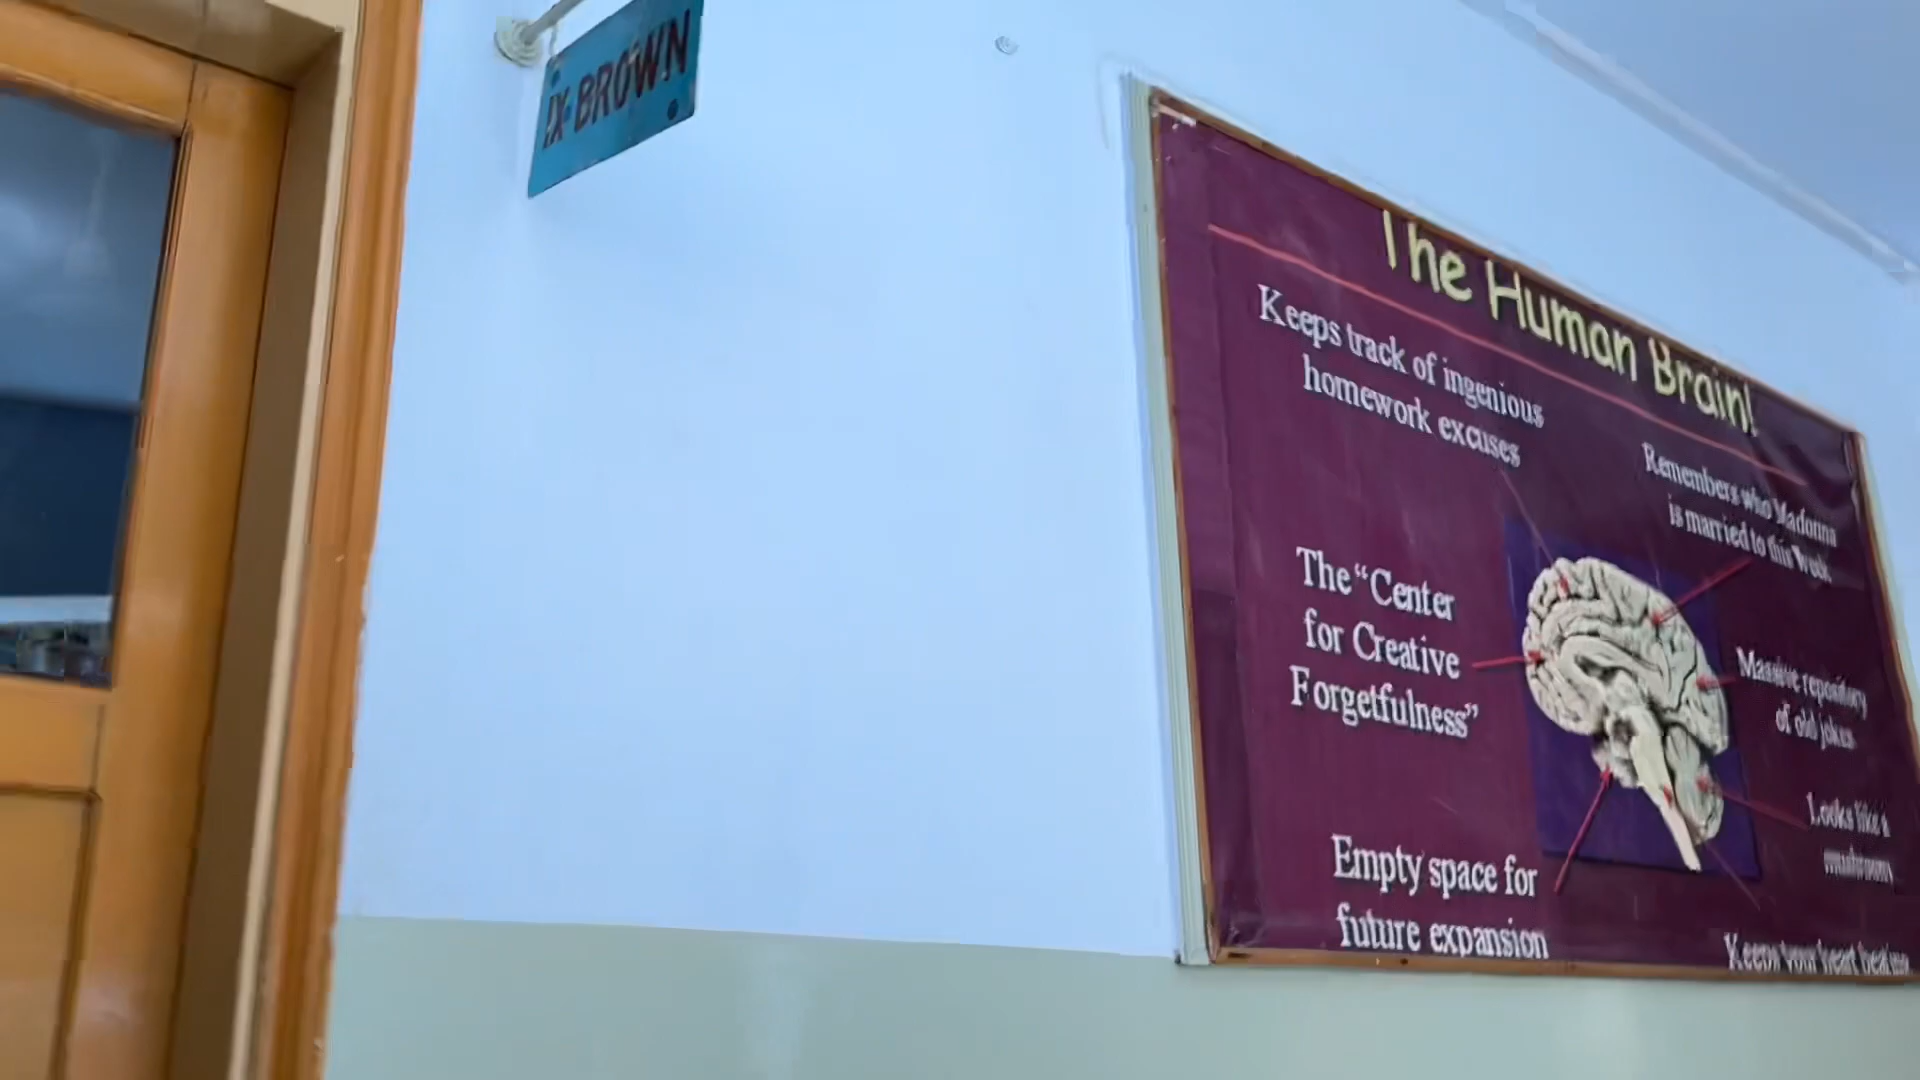 IX-BROWN
The Human Brain!
Keeps track of ingenious
homework excuses
Remembers who Madonna
is married to this Week
The “Center
for Creative
Forgetfulness”
Massive repository
of old jokes
Looks like a
Empty space for
future expansion
Keeps your heart beating